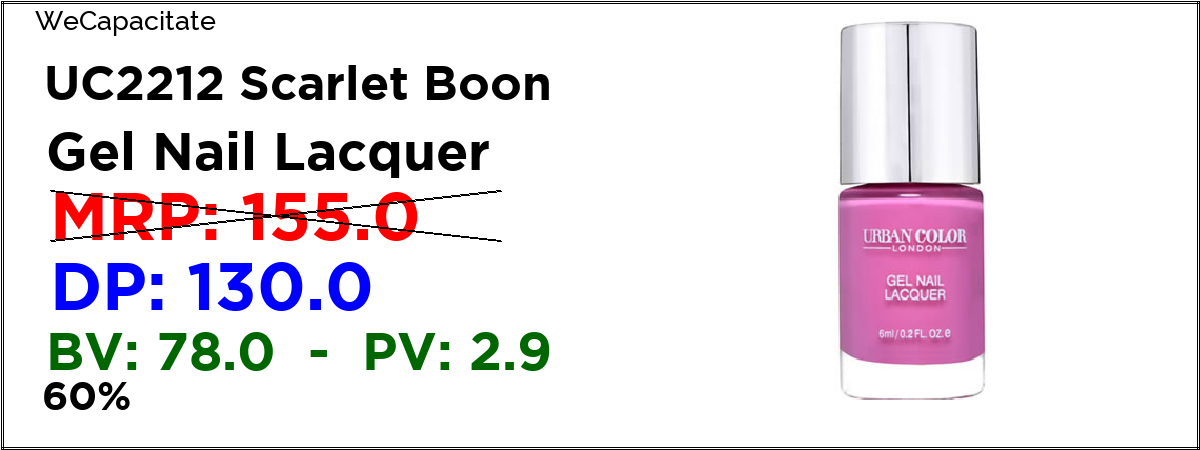 WeCapacitate
UC2212 Scarlet Boon
Gel Nail Lacquer
MRP: 155.0
DP: 130.0
BV: 78.0 - PV: 2.9
60%
URBAN COLOR
LONDON
GEL NAIL
LACQUER
6ml / 0.2 FL. OZ. e